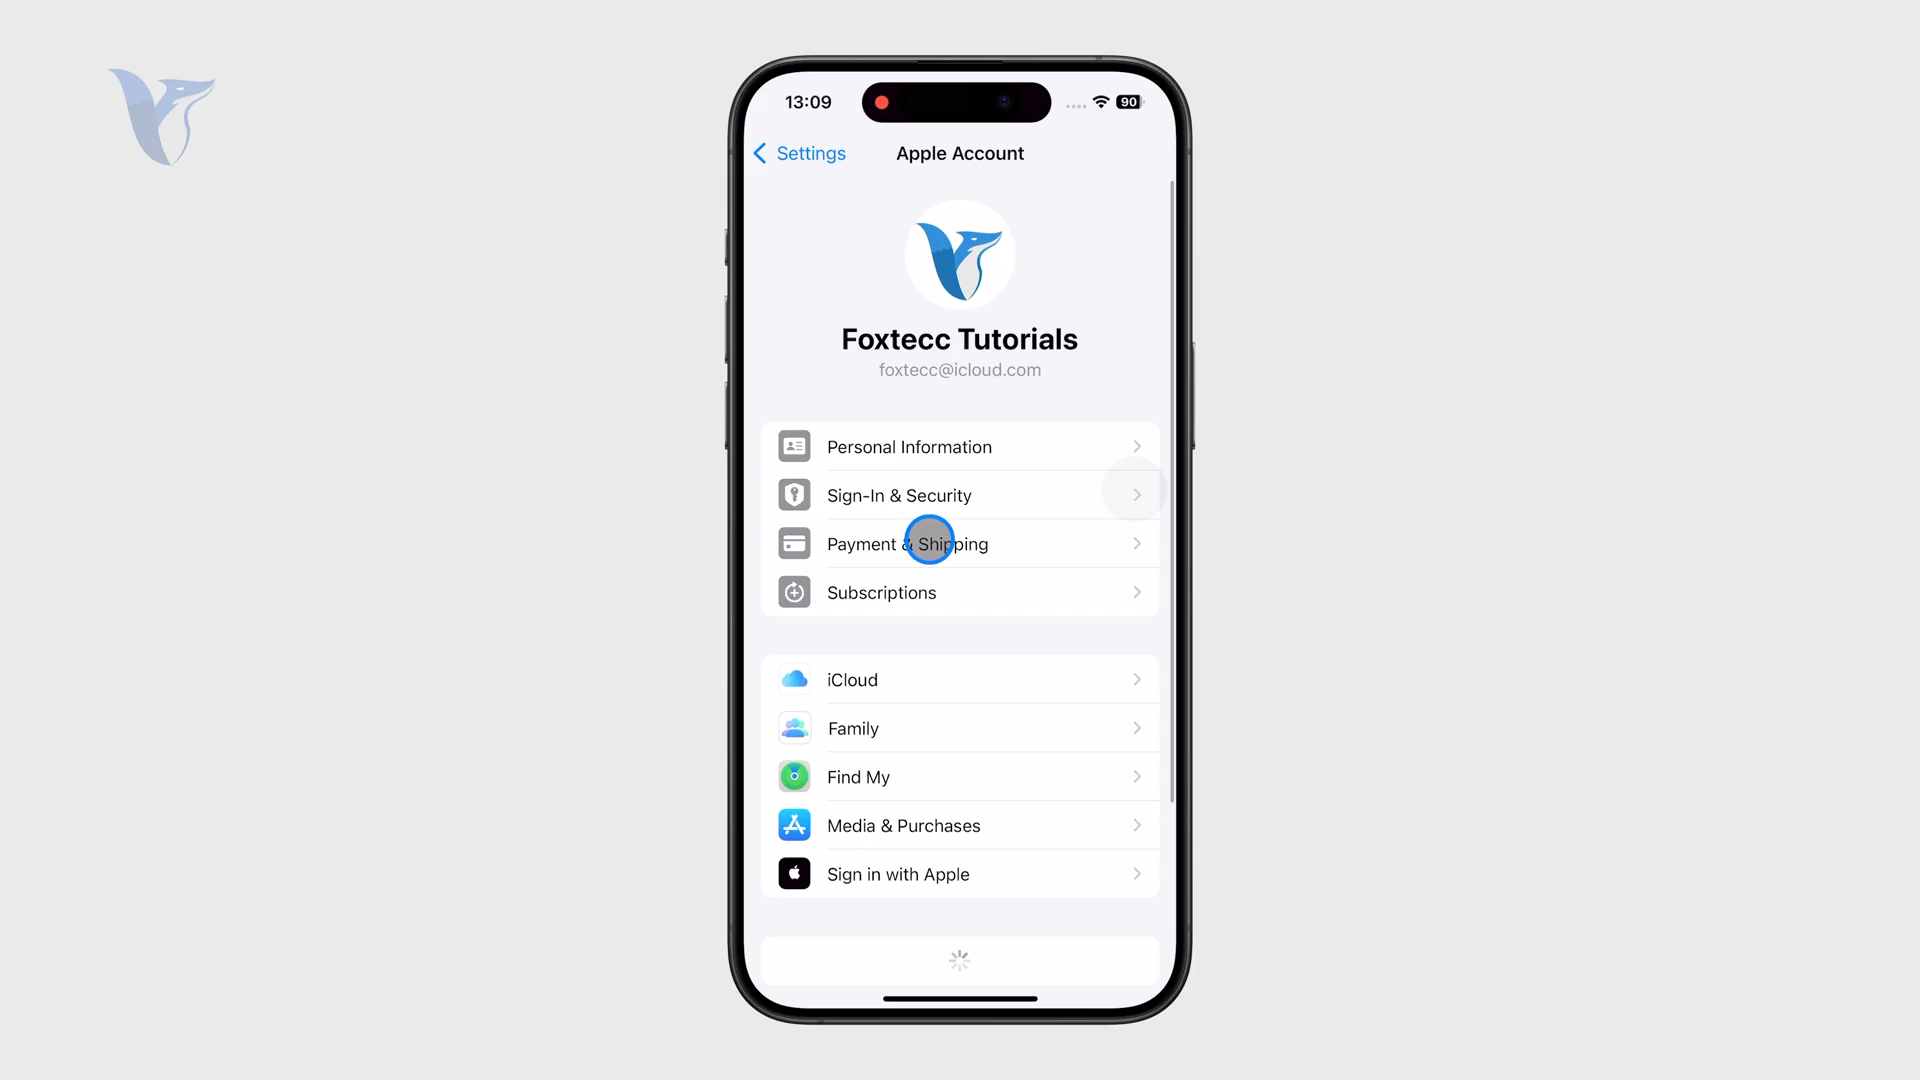 13:09
90
Settings
Apple Account
Foxtecc Tutorials
foxtecc@icloud.com
Personal Information
Sign-In & Security
Payment & Shipping
Subscriptions
iCloud
Family
Find My
Media & Purchases
Sign in with Apple